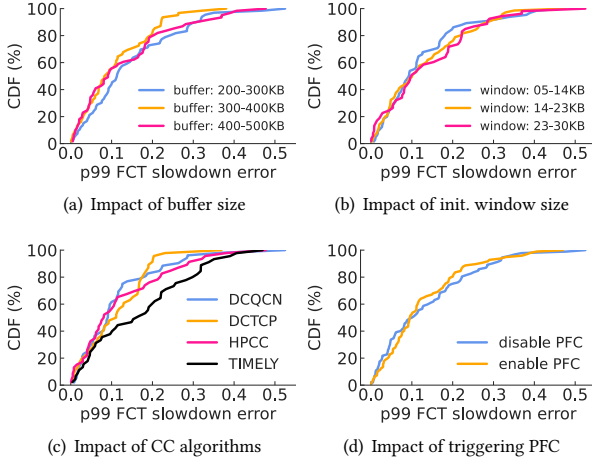 CDF (%)
100
80
60
40
20
0
buffer: 200-300KB
buffer: 300-400KB
buffer: 400-500KB
0.0 0.1 0.2 0.3 0.4 0.5
p99 FCT slowdown error
(a) Impact of buffer size
CDF (%)
100
80
60
40
20
0
window: 05-14KB
window: 14-23KB
window: 23-30KB
0.0 0.1 0.2 0.3 0.4 0.5
p99 FCT slowdown error
(b) Impact of init. window size
CDF (%)
100
80
60
40
20
0
DCQCN
DCTCP
HPCC
TIMELY
0.0 0.1 0.2 0.3 0.4 0.5
p99 FCT slowdown error
(c) Impact of CC algorithms
CDF (%)
100
80
60
40
20
0
disable PFC
enable PFC
0.0 0.1 0.2 0.3 0.4 0.5
p99 FCT slowdown error
(d) Impact of triggering PFC